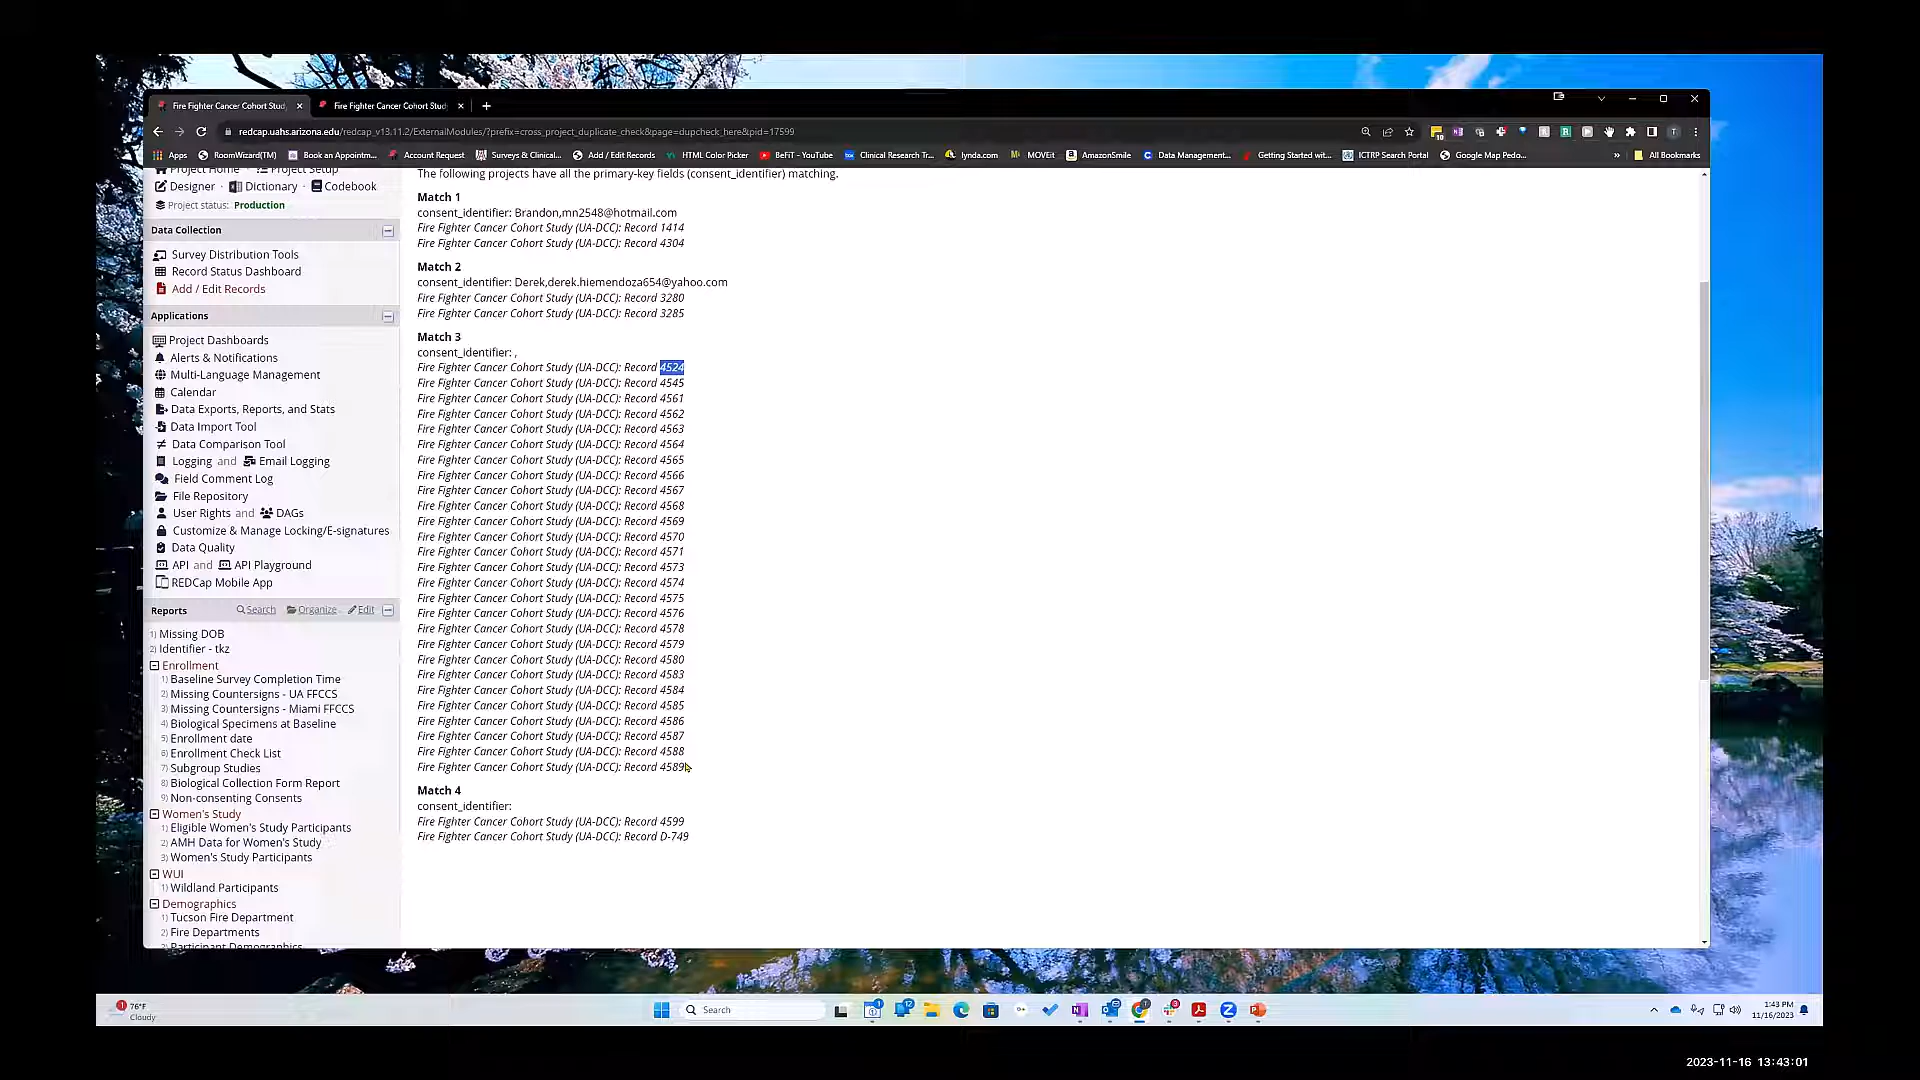 Fire Fighter Cancer Cohort Stud
Fire Fighter Cancer Cohort Stud
redcap.uahs.arizona.edu/redcap_v13.11.2/ExternalModules/?prefix=cross_project_duplicate_check&page=dupcheck_here&pid=17599
Apps RoomWizard(TM) Book an Appointm... Account Request Surveys & Clinical... Add / Edit Records HTML Color Picker BeFiT - YouTube Clinical Research Tr... lynda.com MOVEit AmazonSmile Data Management... Getting Started wit... ICTRP Search Portal Google Map Pedo... » All Bookmarks
Project Home · Project Setup
Designer · Dictionary · Codebook
Project status: Production
Data Collection
Survey Distribution Tools
Record Status Dashboard
Add / Edit Records
Applications
Project Dashboards
Alerts & Notifications
Multi-Language Management
Calendar
Data Exports, Reports, and Stats
Data Import Tool
Data Comparison Tool
Logging and Email Logging
Field Comment Log
File Repository
User Rights and DAGs
Customize & Manage Locking/E-signatures
Data Quality
API and API Playground
REDCap Mobile App
Reports Search Organize Edit
1) Missing DOB
2) Identifier - tkz
Enrollment
1) Baseline Survey Completion Time
2) Missing Countersigns - UA FFCCS
3) Missing Countersigns - Miami FFCCS
4) Biological Specimens at Baseline
5) Enrollment date
6) Enrollment Check List
7) Subgroup Studies
8) Biological Collection Form Report
9) Non-consenting Consents
Women's Study
1) Eligible Women's Study Participants
2) AMH Data for Women's Study
3) Women's Study Participants
WUI
1) Wildland Participants
Demographics
1) Tucson Fire Department
2) Fire Departments
Participant Demographics
The following projects have all the primary-key fields (consent_identifier) matching.
Match 1
consent_identifier: Brandon,mn2548@hotmail.com
Fire Fighter Cancer Cohort Study (UA-DCC): Record 1414
Fire Fighter Cancer Cohort Study (UA-DCC): Record 4304
Match 2
consent_identifier: Derek,derek.hiemendoza654@yahoo.com
Fire Fighter Cancer Cohort Study (UA-DCC): Record 3280
Fire Fighter Cancer Cohort Study (UA-DCC): Record 3285
Match 3
consent_identifier: ,
Fire Fighter Cancer Cohort Study (UA-DCC): Record 4524
Fire Fighter Cancer Cohort Study (UA-DCC): Record 4545
Fire Fighter Cancer Cohort Study (UA-DCC): Record 4561
Fire Fighter Cancer Cohort Study (UA-DCC): Record 4562
Fire Fighter Cancer Cohort Study (UA-DCC): Record 4563
Fire Fighter Cancer Cohort Study (UA-DCC): Record 4564
Fire Fighter Cancer Cohort Study (UA-DCC): Record 4565
Fire Fighter Cancer Cohort Study (UA-DCC): Record 4566
Fire Fighter Cancer Cohort Study (UA-DCC): Record 4567
Fire Fighter Cancer Cohort Study (UA-DCC): Record 4568
Fire Fighter Cancer Cohort Study (UA-DCC): Record 4569
Fire Fighter Cancer Cohort Study (UA-DCC): Record 4570
Fire Fighter Cancer Cohort Study (UA-DCC): Record 4571
Fire Fighter Cancer Cohort Study (UA-DCC): Record 4573
Fire Fighter Cancer Cohort Study (UA-DCC): Record 4574
Fire Fighter Cancer Cohort Study (UA-DCC): Record 4575
Fire Fighter Cancer Cohort Study (UA-DCC): Record 4576
Fire Fighter Cancer Cohort Study (UA-DCC): Record 4578
Fire Fighter Cancer Cohort Study (UA-DCC): Record 4579
Fire Fighter Cancer Cohort Study (UA-DCC): Record 4580
Fire Fighter Cancer Cohort Study (UA-DCC): Record 4583
Fire Fighter Cancer Cohort Study (UA-DCC): Record 4584
Fire Fighter Cancer Cohort Study (UA-DCC): Record 4585
Fire Fighter Cancer Cohort Study (UA-DCC): Record 4586
Fire Fighter Cancer Cohort Study (UA-DCC): Record 4587
Fire Fighter Cancer Cohort Study (UA-DCC): Record 4588
Fire Fighter Cancer Cohort Study (UA-DCC): Record 4589
Match 4
consent_identifier:
Fire Fighter Cancer Cohort Study (UA-DCC): Record 4599
Fire Fighter Cancer Cohort Study (UA-DCC): Record D-749
76°F
Cloudy
Search
1:43 PM
11/16/2023
2023-11-16 13:43:01